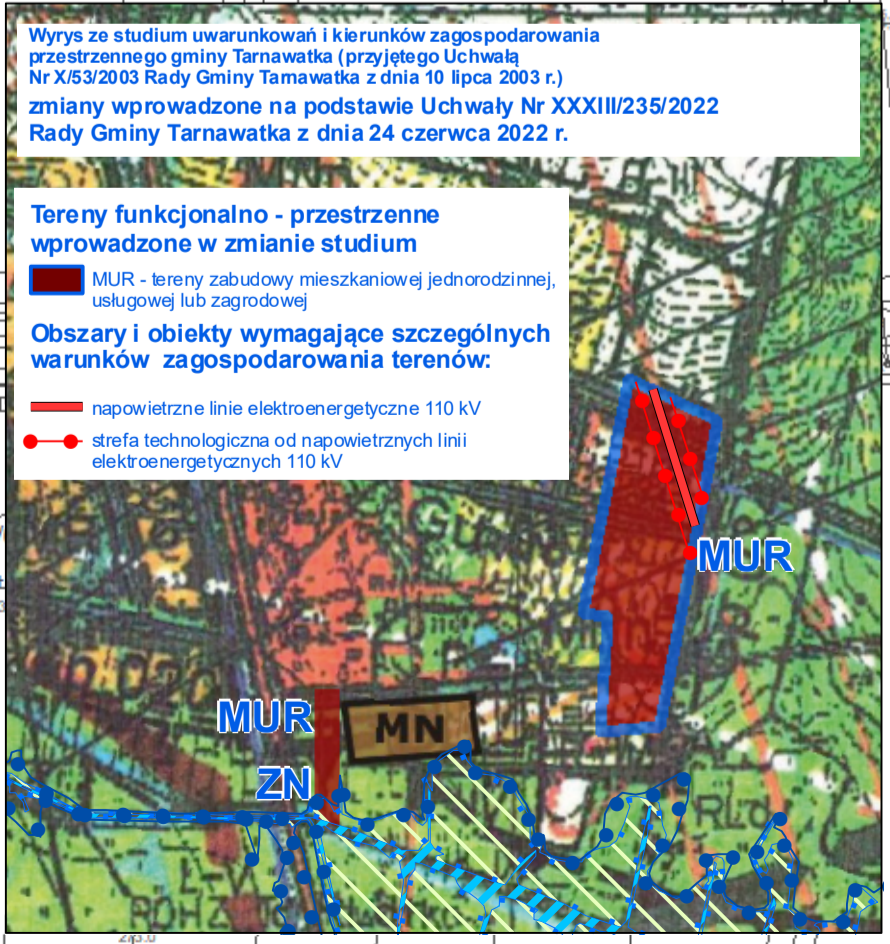 Wyrys ze studium uwarunkowań i kierunków zagospodarowania
przestrzennego gminy Tarnawatka (przyjętego Uchwałą
Nr X/53/2003 Rady Gminy Tarnawatka z dnia 10 lipca 2003 r.)
zmiany wprowadzone na podstawie Uchwały Nr XXXIII/235/2022
Rady Gminy Tarnawatka z dnia 24 czerwca 2022 r.
Tereny funkcjonalno - przestrzenne
wprowadzone w zmianie studium
MUR - tereny zabudowy mieszkaniowej jednorodzinnej,
usługowej lub zagrodowej
Obszary i obiekty wymagające szczególnych
warunków zagospodarowania terenów:
napowietrzne linie elektroenergetyczne 110 kV
strefa technologiczna od napowietrznych linii
elektroenergetycznych 110 kV
MUR
MUR
MN
ZN